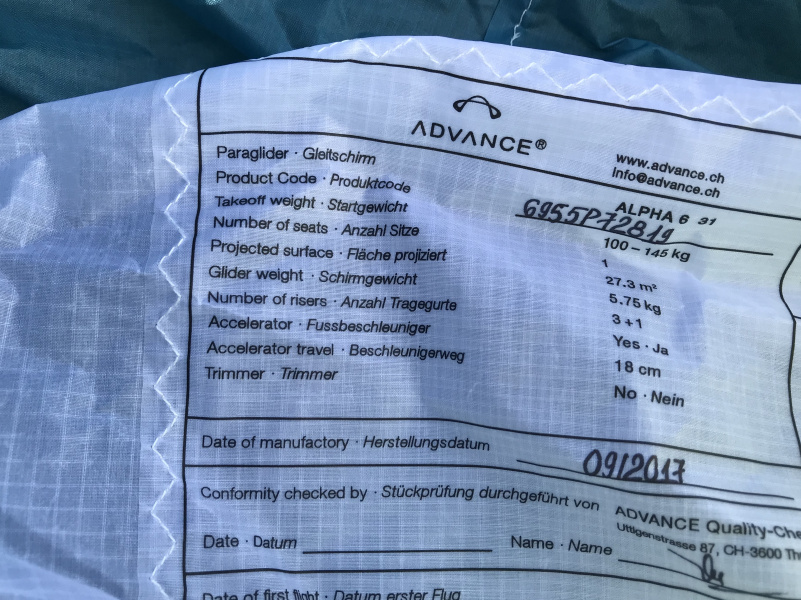 ADVANCE®
www.advance.ch
Info@advance.ch
Paraglider · Gleitschirm ALPHA 6 31
Product Code · Produktcode 6955P72819
Takeoff weight · Startgewicht 100 – 145 kg
Number of seats · Anzahl Sitze 1
Projected surface · Fläche projiziert 27.3 m²
Glider weight · Schirmgewicht 5.75 kg
Number of risers · Anzahl Tragegurte 3 +1
Accelerator · Fussbeschleuniger Yes · Ja
Accelerator travel · Beschleunigerweg 18 cm
Trimmer · Trimmer No · Nein
Date of manufactory · Herstellungsdatum 09/2017
Conformity checked by · Stückprüfung durchgeführt von ADVANCE Quality-Che
Uttigenstrasse 87, CH-3600 Th
Date · Datum Name · Name
Date of first flight · Datum erster Flug